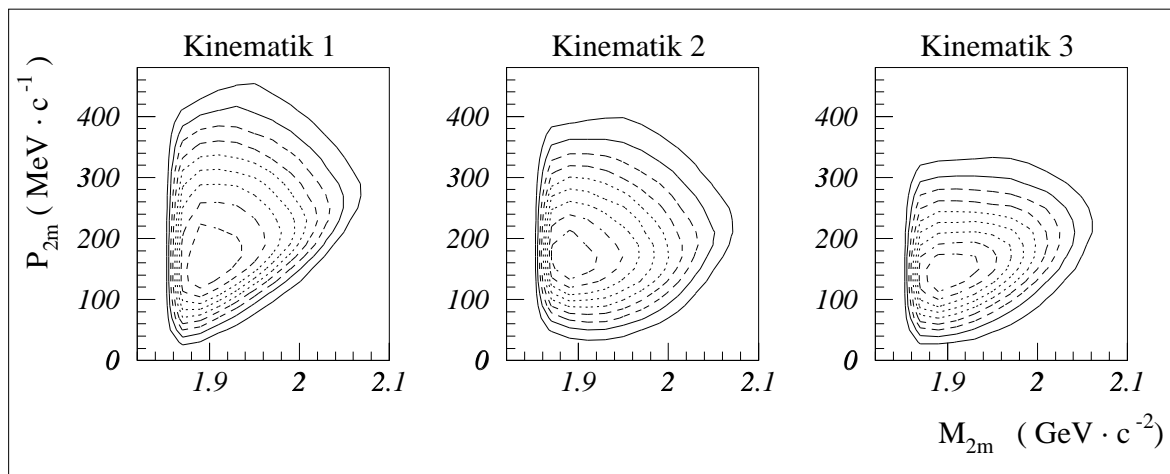 Kinematik 1 Kinematik 2 Kinematik 3
P2m ( MeV · c-1)
400 400 400
300 300 300
200 200 200
100 100 100
0 0 0
1.9 2 2.1 1.9 2 2.1 1.9 2 2.1
M2m ( GeV · c-2)